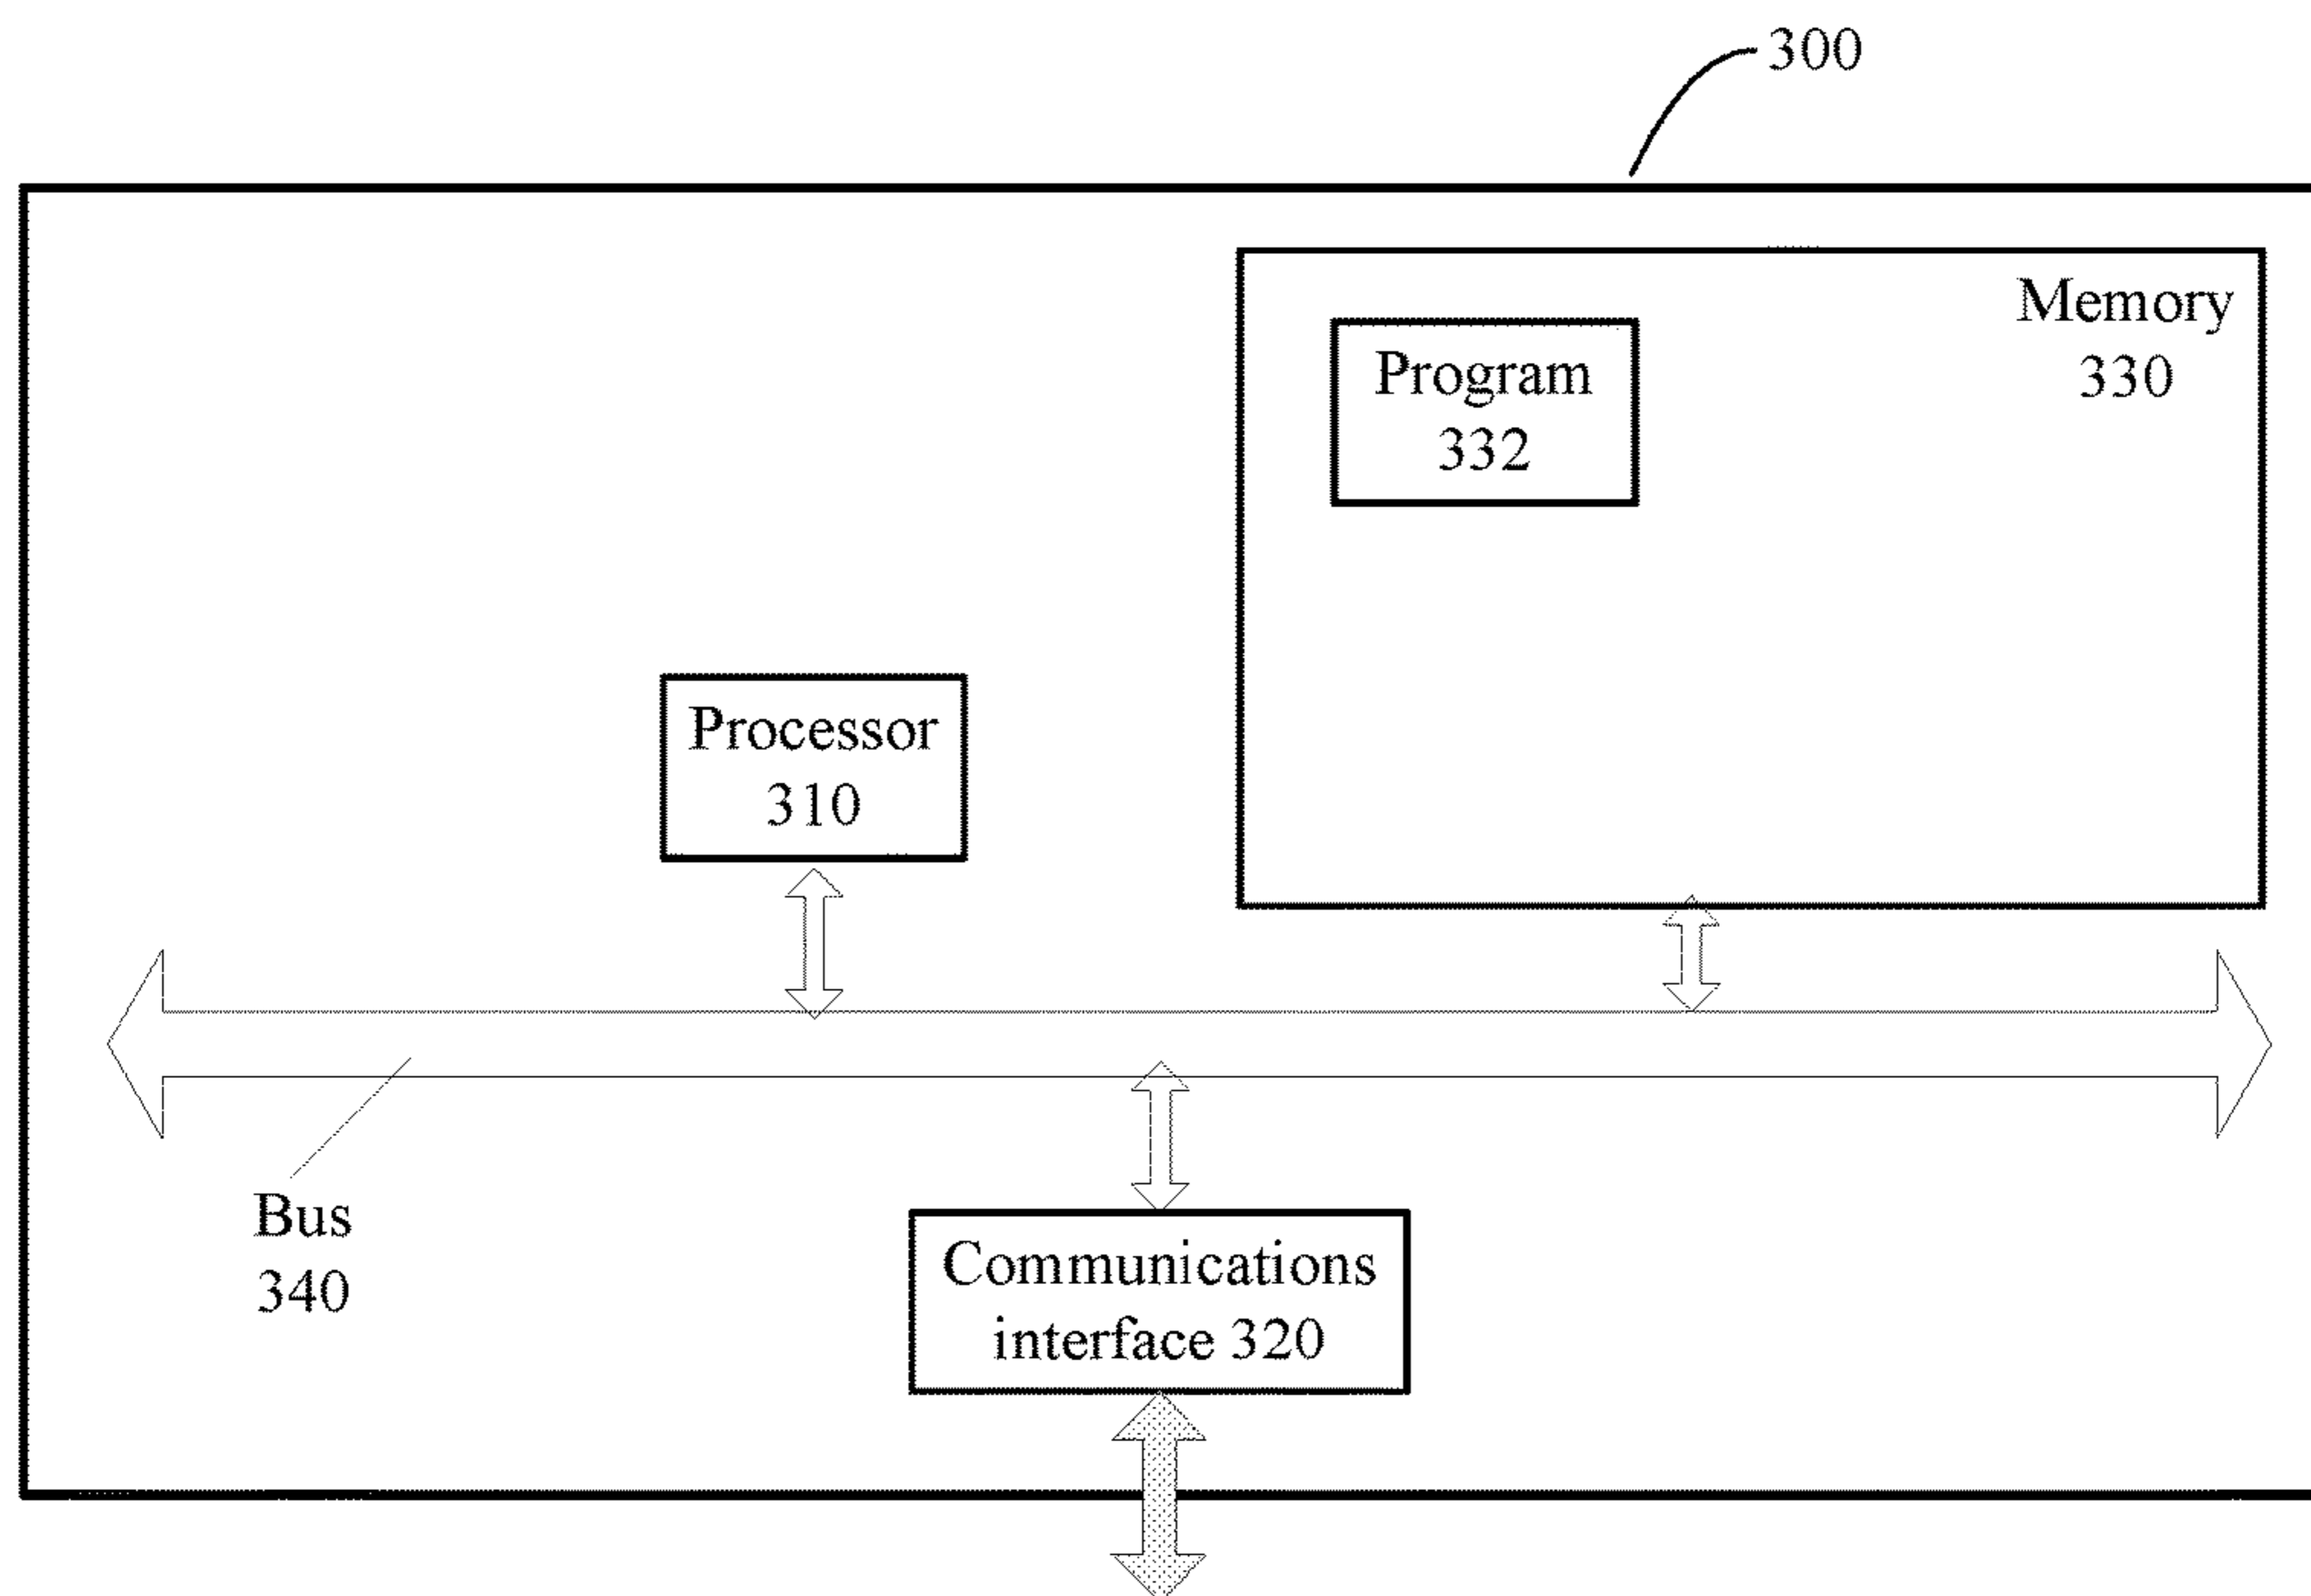 300
Memory
330
Program
332
Processor
310
Bus
340
Communications
interface 320